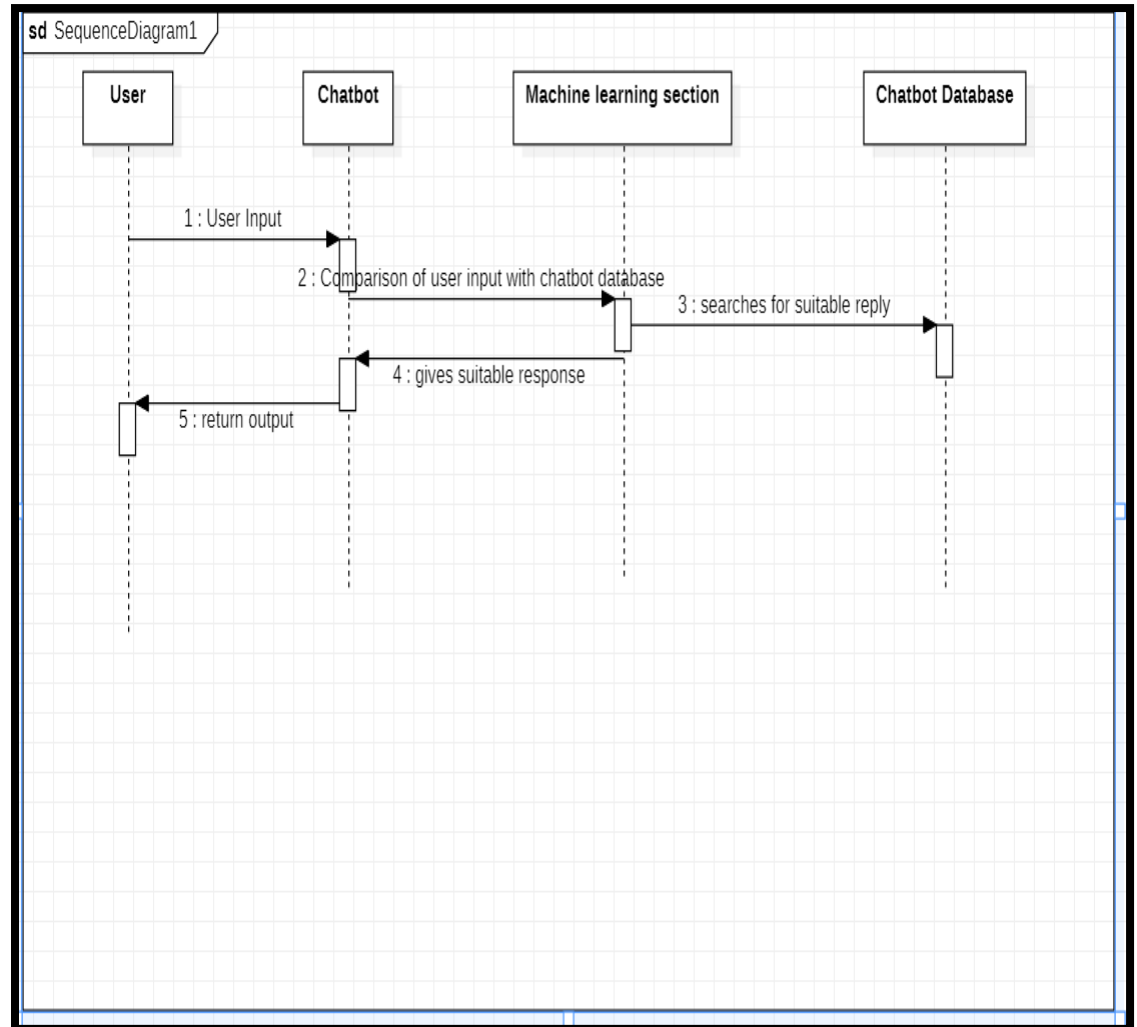 sd SequenceDiagram1
User
Chatbot
Machine learning section
Chatbot Database
1 : User Input
2 : Comparison of user input with chatbot database
3 : searches for suitable reply
4 : gives suitable response
5 : return output